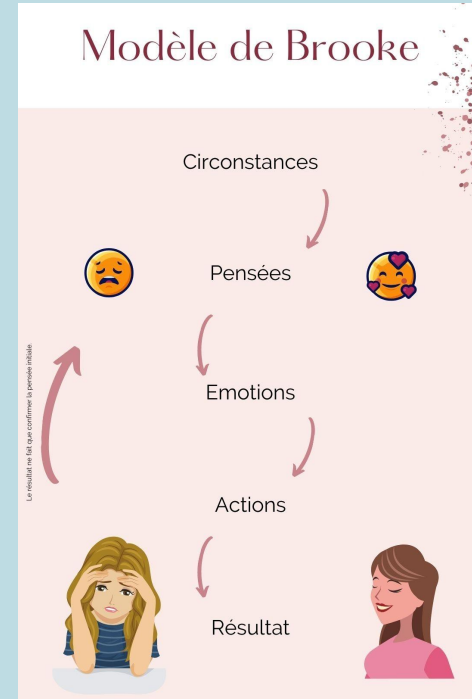 Modèle de Brooke
Circonstances
Pensées
Emotions
Actions
Résultat
Le résultat ne fait que confirmer la pensée initiale.